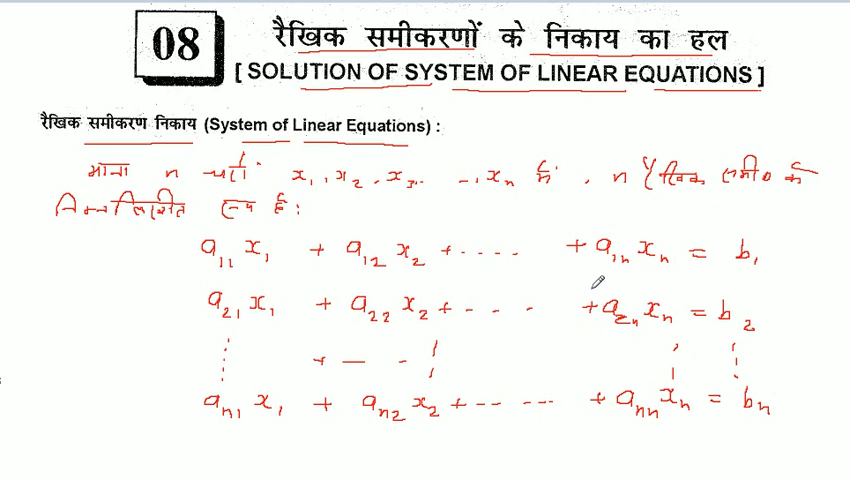 08
रैखिक समीकरणों के निकाय का हल
[ SOLUTION OF SYSTEM OF LINEAR EQUATIONS ]
रैखिक समीकरण निकाय (System of Linear Equations) :
माना n चरों x₁, x₂, x₃, ... , xₙ में , n रैखिक समी० के
निम्नलिखित रूप हैं:
a₁₁x₁ + a₁₂x₂ + .... + a₁ₙxₙ = b₁
a₂₁x₁ + a₂₂x₂ + - - - + a₂ₙxₙ = b₂
+ — -
aₙ₁x₁ + aₙ₂x₂ + -- --- + aₙₙxₙ = bₙ